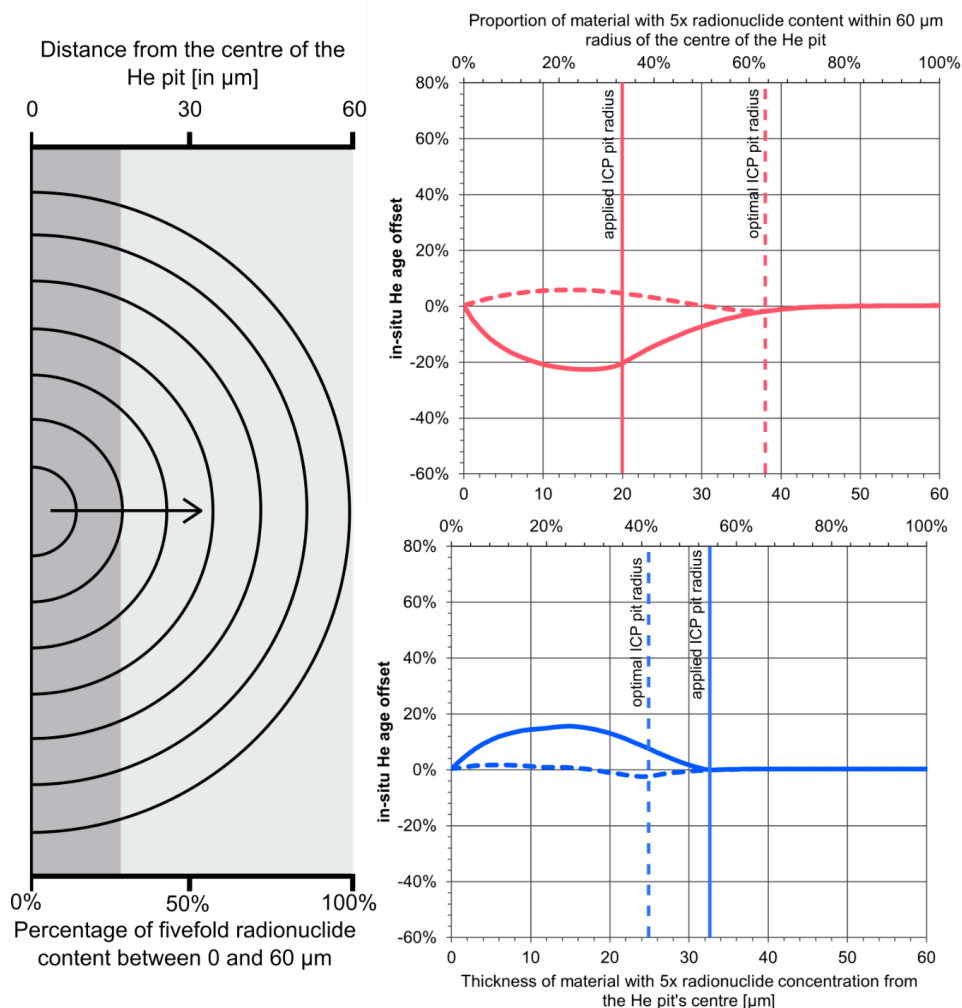 Distance from the centre of the
He pit [in µm]
0 30 60
0% 50% 100%
Percentage of fivefold radionuclide
content between 0 and 60 µm
Proportion of material with 5x radionuclide content within 60 µm
radius of the centre of the He pit
0% 20% 40% 60% 80% 100%
80%
60%
40%
20%
0%
-20%
-40%
-60%
in-situ He age offset
applied ICP pit radius
optimal ICP pit radius
0 10 20 30 40 50 60
0% 20% 40% 60% 80% 100%
80%
60%
40%
20%
0%
-20%
-40%
-60%
in-situ He age offset
optimal ICP pit radius
applied ICP pit radius
0 10 20 30 40 50 60
Thickness of material with 5x radionuclide concentration from
the He pit's centre [µm]